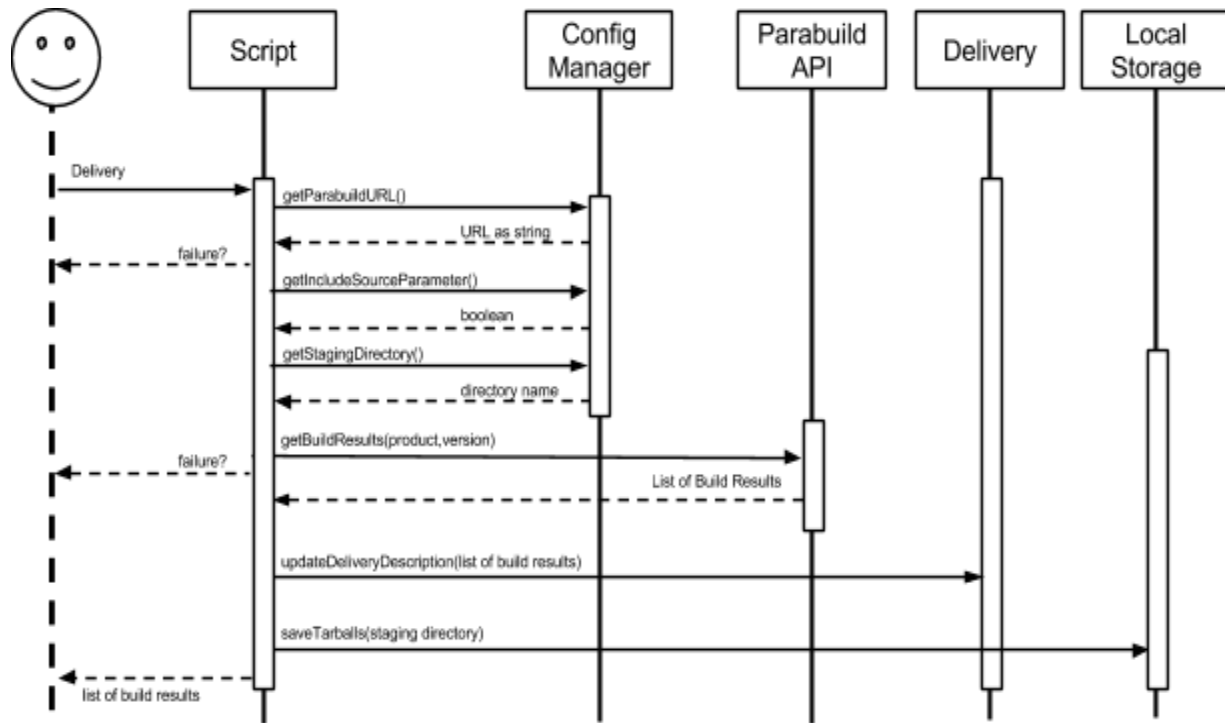 Script
Config
Manager
Parabuild
API
Delivery
Local
Storage
Delivery
getParabuildURL()
URL as string
failure?
getIncludeSourceParameter()
boolean
getStagingDirectory()
directory name
getBuildResults(product,version)
failure?
List of Build Results
updateDeliveryDescription(list of build results)
saveTarballs(staging directory)
list of build results